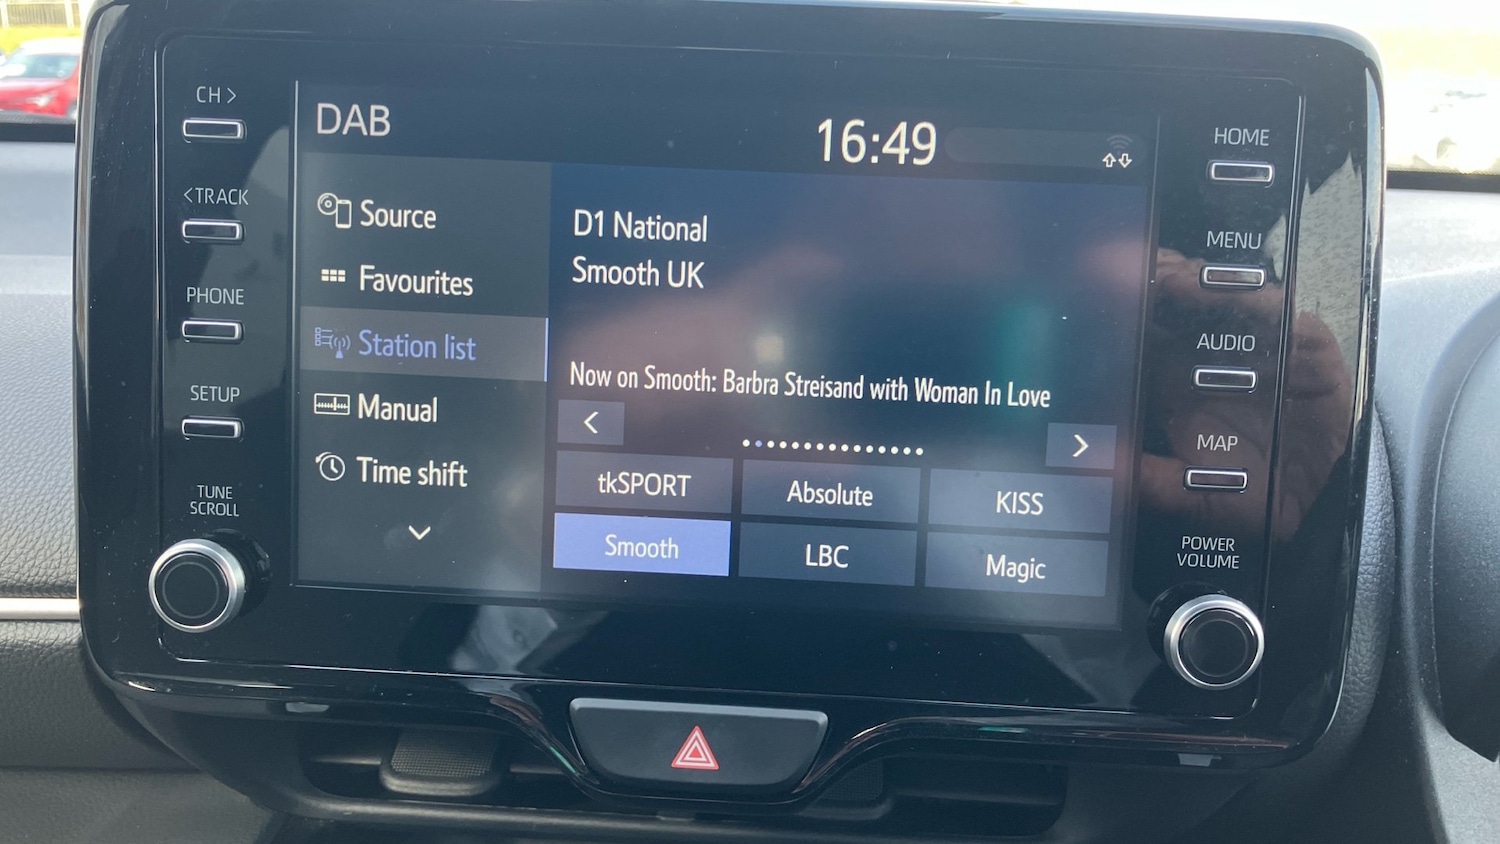 CH >
<TRACK
PHONE
SETUP
TUNE
SCROLL
DAB
16:49
Source
Favourites
Station list
Manual
Time shift
D1 National
Smooth UK
Now on Smooth: Barbra Streisand with Woman In Love
<
>
tkSPORT
Absolute
KISS
Smooth
LBC
Magic
HOME
MENU
AUDIO
MAP
POWER
VOLUME